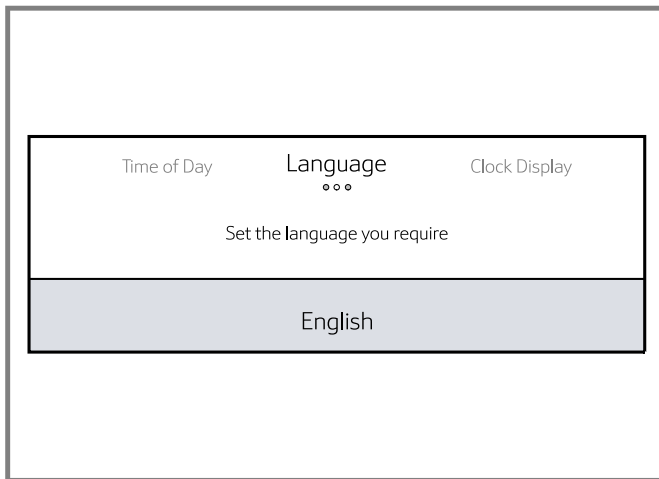 Time of Day Language Clock Display
Set the language you require
English